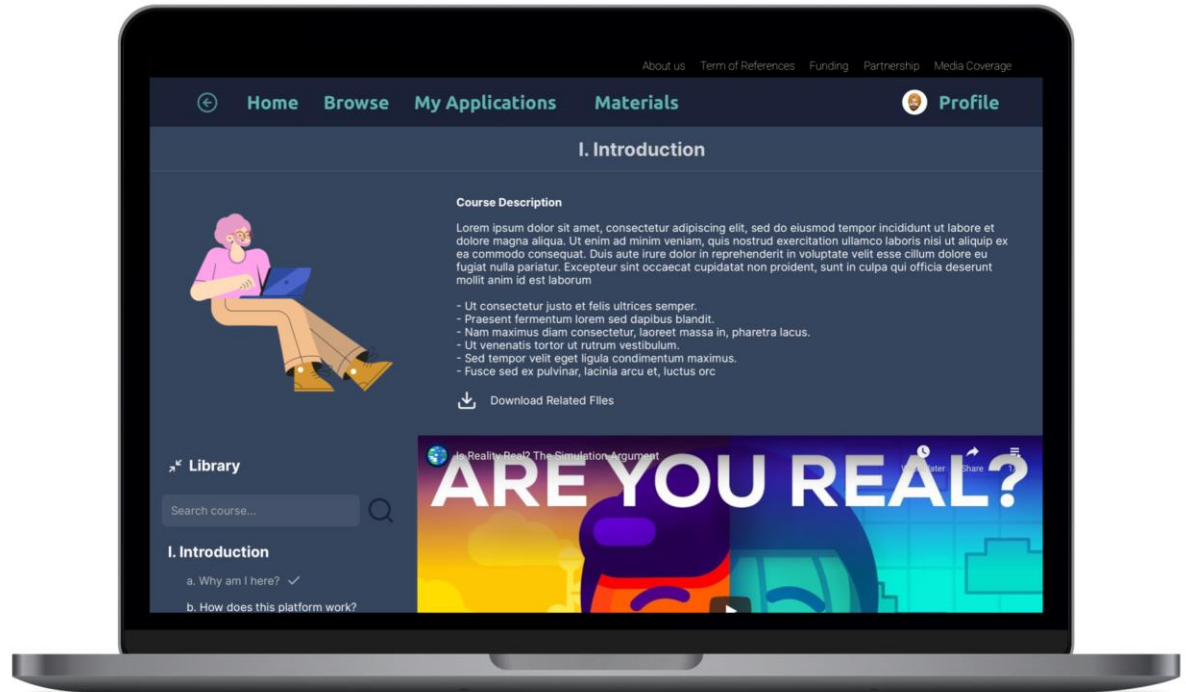 About us Term of References Funding Partnership Media Coverage
Home Browse My Applications Materials Profile
I. Introduction
Course Description
Lorem ipsum dolor sit amet, consectetur adipiscing elit, sed do eiusmod tempor incididunt ut labore et
dolore magna aliqua. Ut enim ad minim veniam, quis nostrud exercitation ullamco laboris nisi ut aliquip ex
ea commodo consequat. Duis aute irure dolor in reprehenderit in voluptate velit esse cillum dolore eu
fugiat nulla pariatur. Excepteur sint occaecat cupidatat non proident, sunt in culpa qui officia deserunt
mollit anim id est laborum
- Ut consectetur justo et felis ultrices semper.
- Praesent fermentum lorem sed dapibus blandit.
- Nam maximus diam consectetur, laoreet massa in, pharetra lacus.
- Ut venenatis tortor ut rutrum vestibulum.
- Sed tempor velit eget ligula condimentum maximus.
- Fusce sed ex pulvinar, lacinia arcu et, luctus orc
Download Related FIles
Library
Search course...
I. Introduction
a. Why am I here?
b. How does this platform work?
Is Reality Real? The Simulation Argument
Share
ARE YOU REAL?